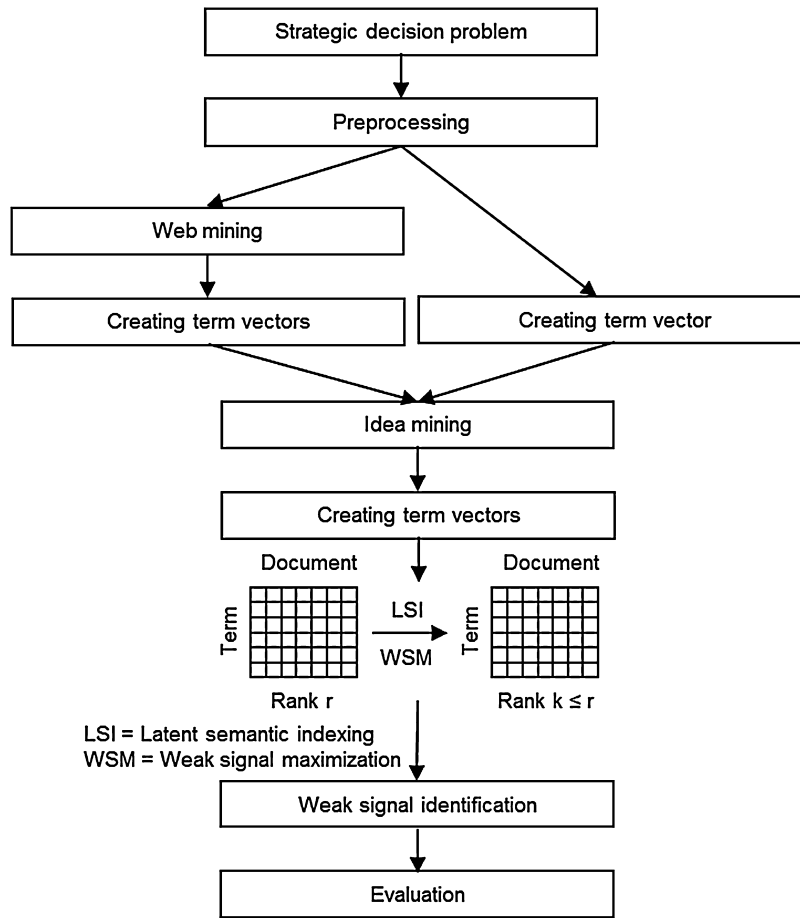 Strategic decision problem
Preprocessing
Web mining
Creating term vectors
Creating term vector
Idea mining
Creating term vectors
Document
Document
Term
LSI
WSM
Term
Rank r
Rank k ≤ r
LSI = Latent semantic indexing
WSM = Weak signal maximization
Weak signal identification
Evaluation